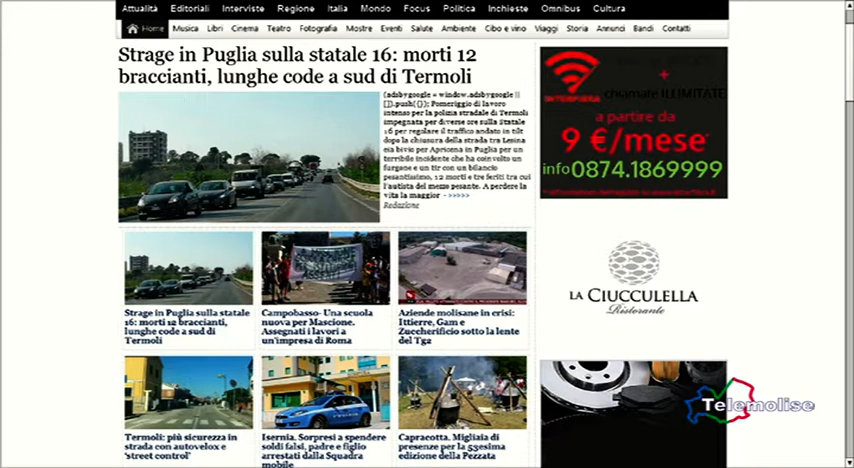 Attualità Editoriali Interviste Regione Italia Mondo Focus Politica Inchieste Omnibus Cultura
Home Musica Libri Cinema Teatro Fotografia Mostre Eventi Salute Ambiente Cibo e vino Viaggi Storia Annunci Bandi Contatti
Strage in Puglia sulla statale 16: morti 12
braccianti, lunghe code a sud di Termoli
(adsbygoogle = window.adsbygoogle ||
[]).push({}); Pomeriggio di lavoro
intenso per la polizia stradale di Termoli
impegnata per diverse ore sulla Statale
16 per regolare il traffico andato in tilt
dopo la chiusura della strada tra Lesina
e il bivio per Apricena in Puglia per un
terribile incidente che ha coinvolto un
furgone e un tir con un bilancio
pesantissimo, 12 morti e tre feriti tra cui
l'autista del mezzo pesante. A perdere la
vita la maggior - >>>>>
Redazione
INTERFIBRA
+
chiamate ILLIMITATE
a partire da
9 €/mese*
info0874.1869999
Strage in Puglia sulla statale
16: morti 12 braccianti,
lunghe code a sud di
Termoli
Campobasso- Una scuola
nuova per Mascione.
Assegnati i lavori a
un'impresa di Roma
Aziende molisane in crisi:
Ittierre, Gam e
Zuccherificio sotto la lente
del Tg2
LA CIUCCULELLA
Ristorante
Termoli: più sicurezza in
strada con autovelox e
'street control'
Isernia. Sorpresi a spendere
soldi falsi, padre e figlio
arrestati dalla Squadra
mobile
Capracotta. Migliaia di
presenze per la 53esima
edizione della Pezzata
Telemolise